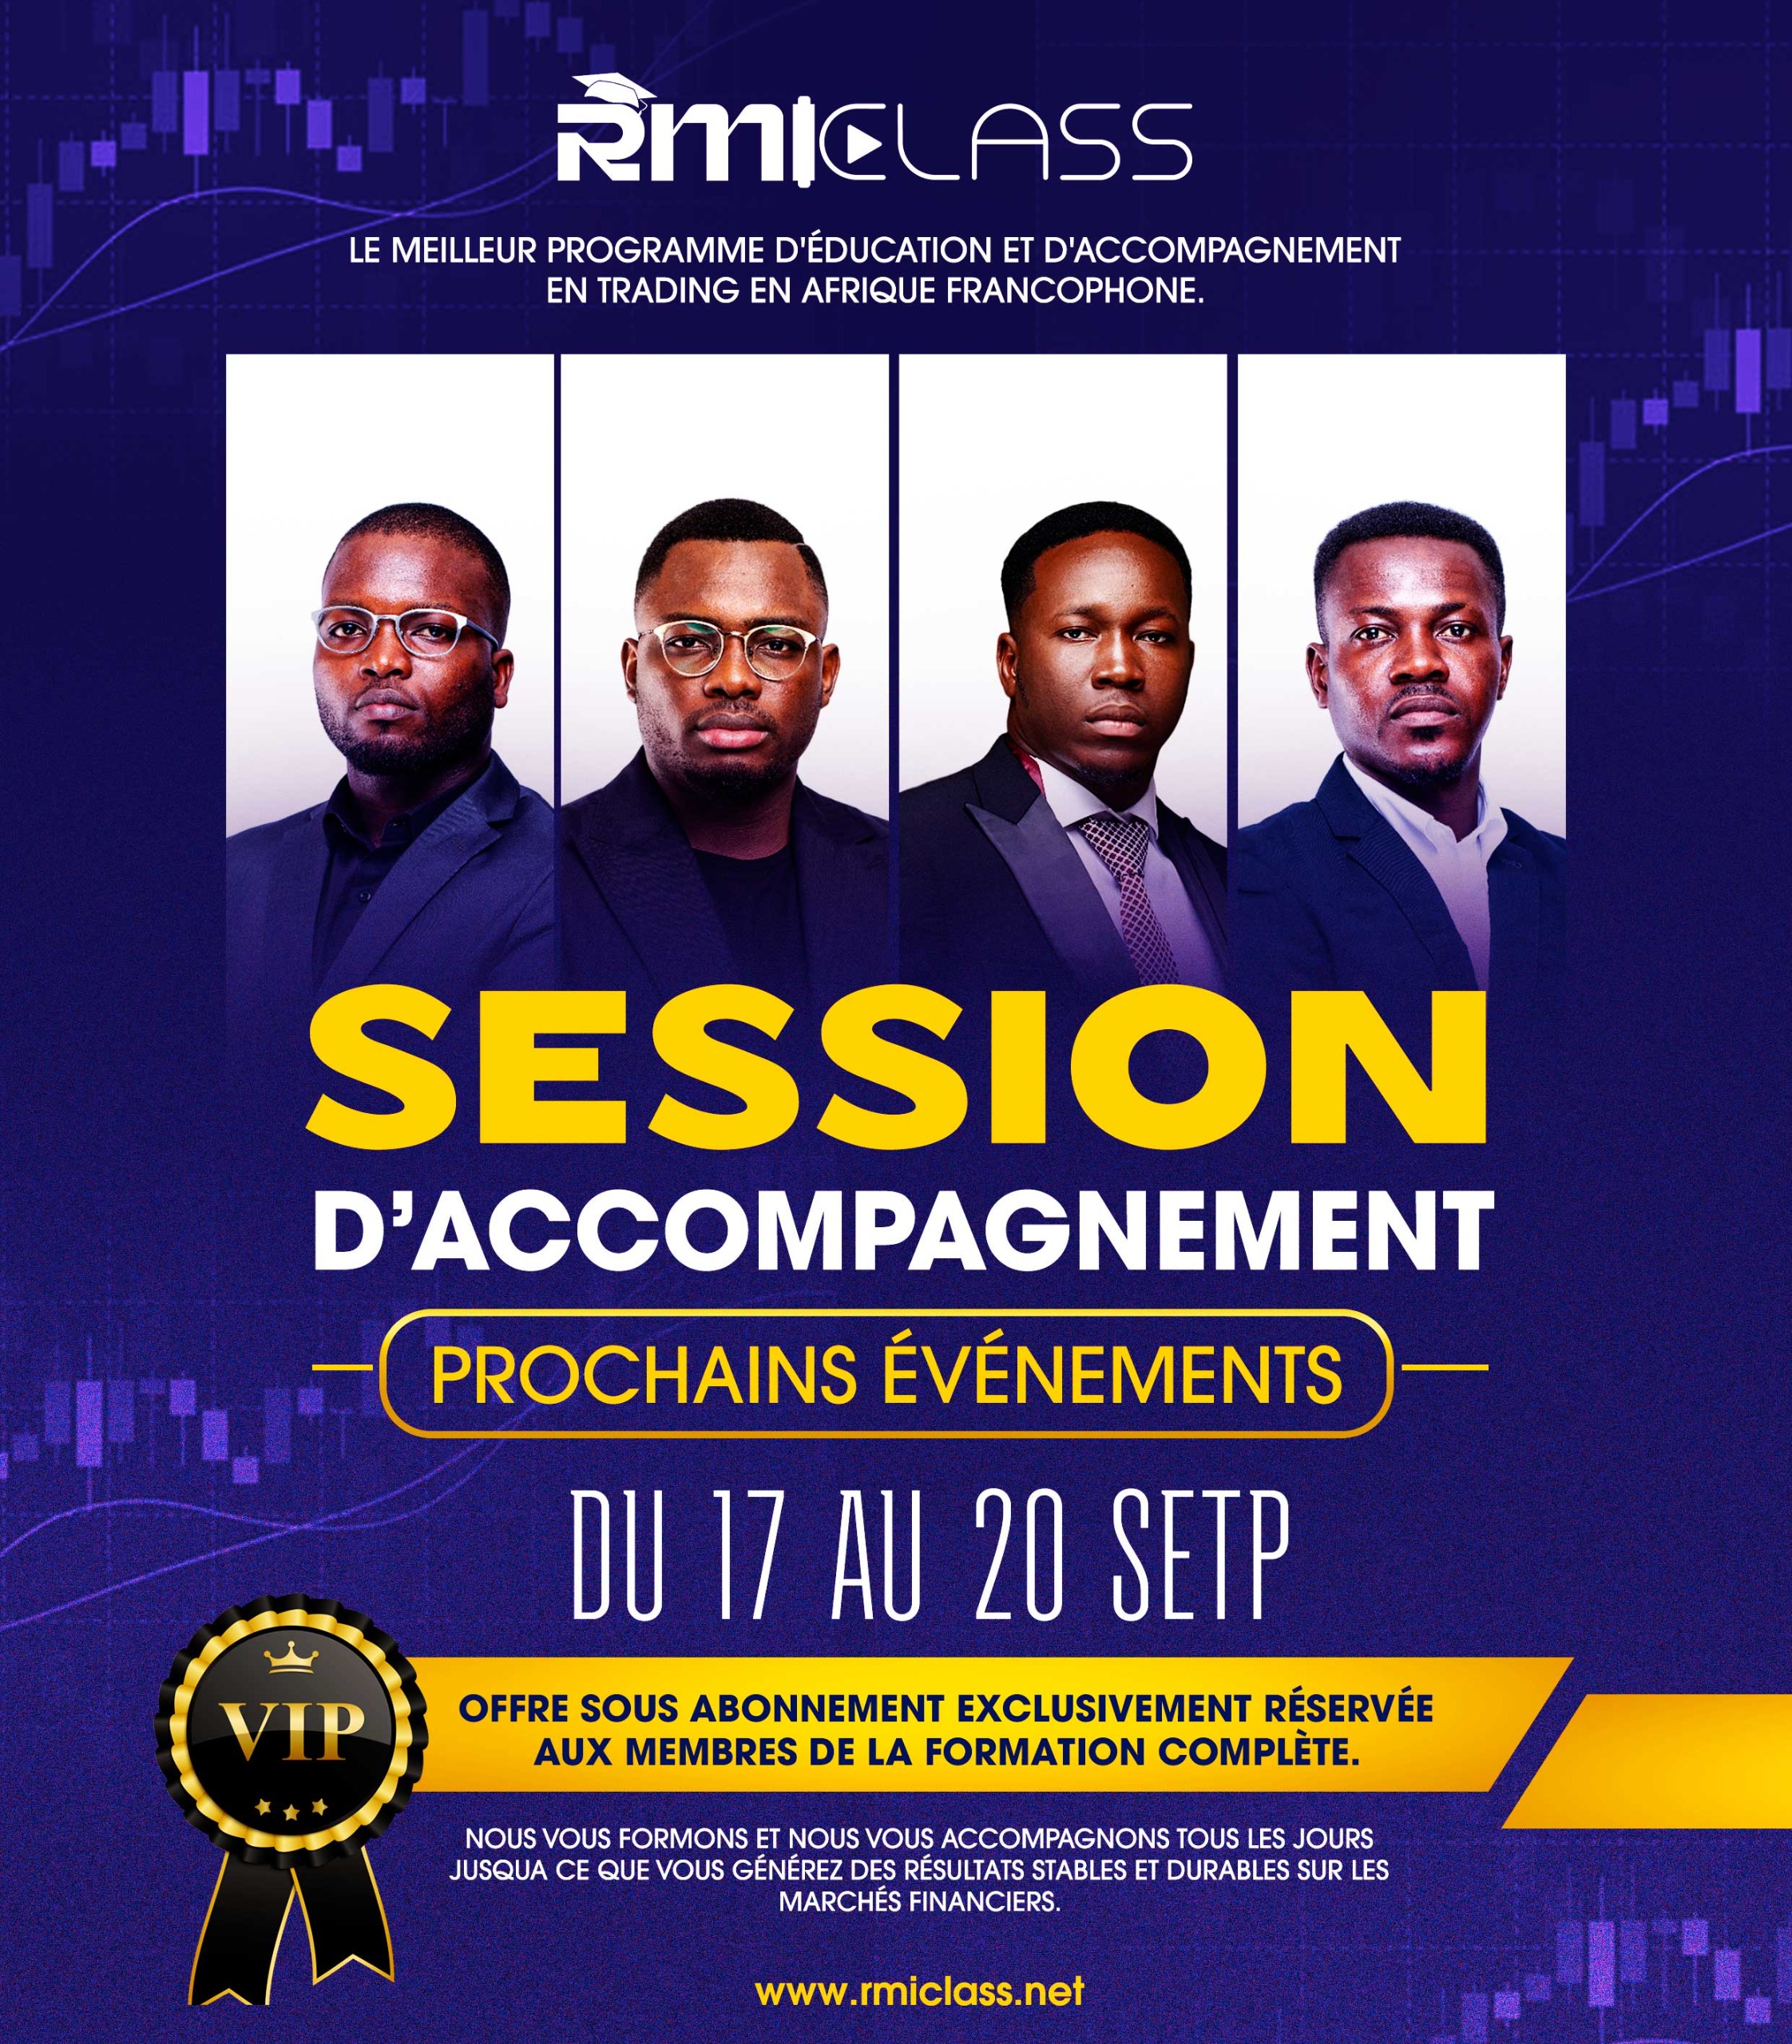 RMI CLASS
LE MEILLEUR PROGRAMME D'ÉDUCATION ET D'ACCOMPAGNEMENT
EN TRADING EN AFRIQUE FRANCOPHONE.
SESSION
D’ACCOMPAGNEMENT
PROCHAINS ÉVÉNEMENTS
DU 17 AU 20 SETP
VIP
OFFRE SOUS ABONNEMENT EXCLUSIVEMENT RÉSERVÉE
AUX MEMBRES DE LA FORMATION COMPLÈTE.
NOUS VOUS FORMONS ET NOUS VOUS ACCOMPAGNONS TOUS LES JOURS
JUSQUA CE QUE VOUS GÉNÉREZ DES RÉSULTATS STABLES ET DURABLES SUR LES
MARCHÉS FINANCIERS.
www.rmiclass.net